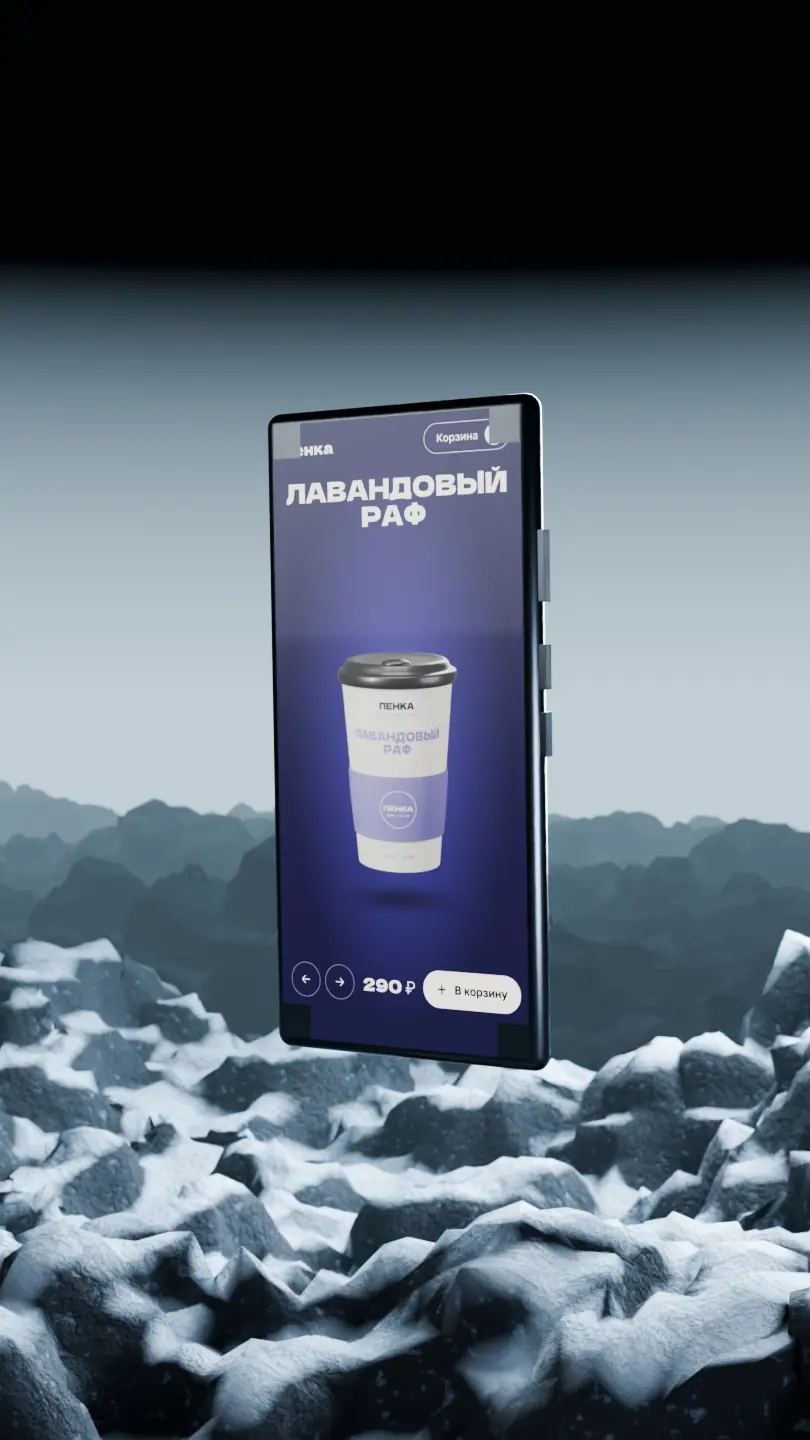 енка
Корзина
ЛАВАНДОВЫЙ
РАФ
ПЕНКА
ЛАВАНДОВЫЙ
РАФ
ПЕНКА
290 ₽
+ В корзину